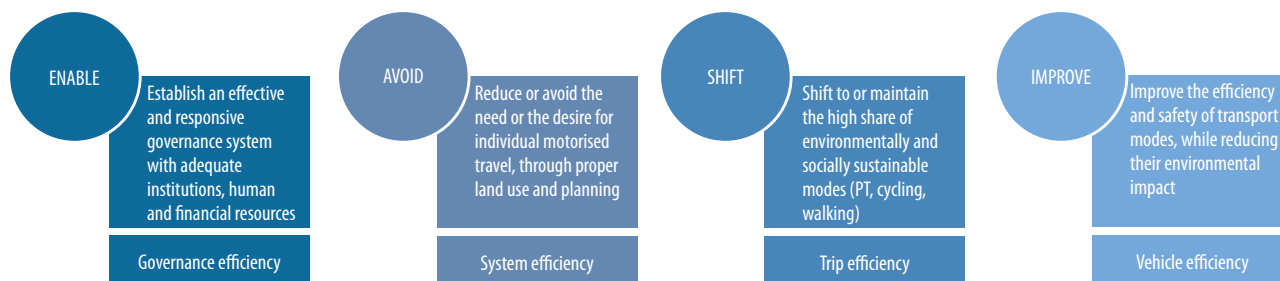 ENABLE
Establish an effective
and responsive
governance system
with adequate
institutions, human
and financial resources
Governance efficiency
AVOID
Reduce or avoid the
need or the desire for
individual motorised
travel, through proper
land use and planning
System efficiency
SHIFT
Shift to or maintain
the high share of
environmentally and
socially sustainable
modes (PT, cycling,
walking)
Trip efficiency
IMPROVE
Improve the efficiency
and safety of transport
modes, while reducing
their environmental
impact
Vehicle efficiency